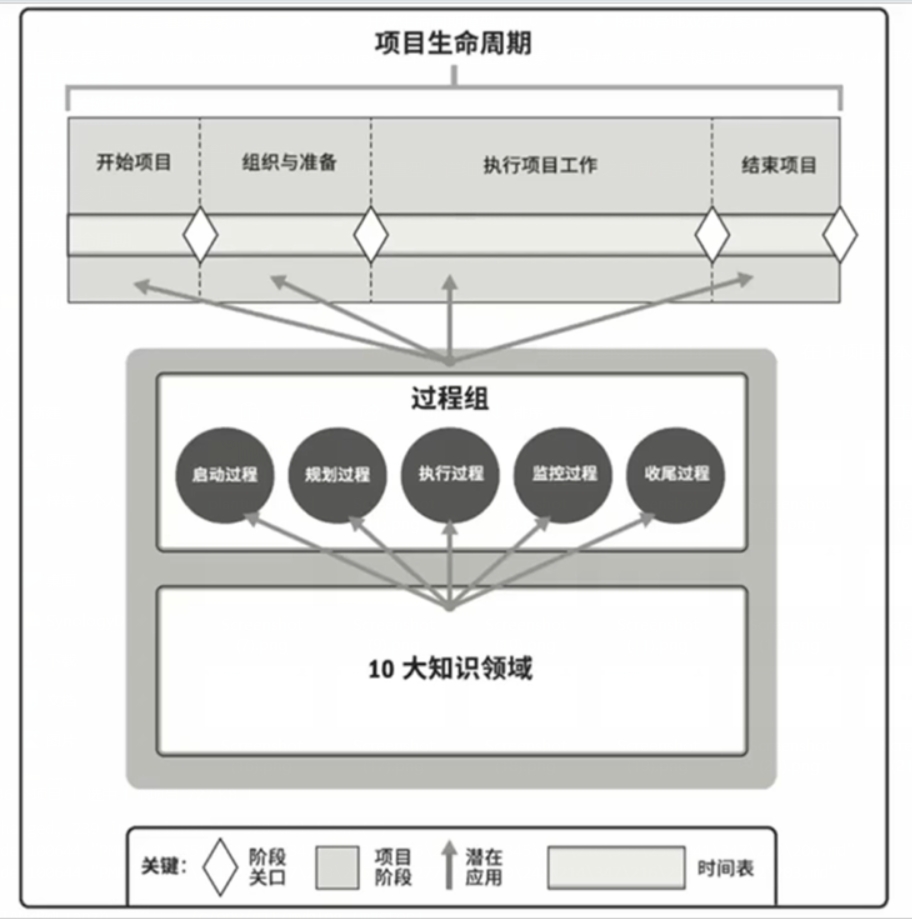 项目生命周期
开始项目
组织与准备
执行项目工作
结束项目
过程组
启动过程
规划过程
执行过程
监控过程
收尾过程
10 大知识领域
关键：
阶段
关口
项目
阶段
潜在
应用
时间表